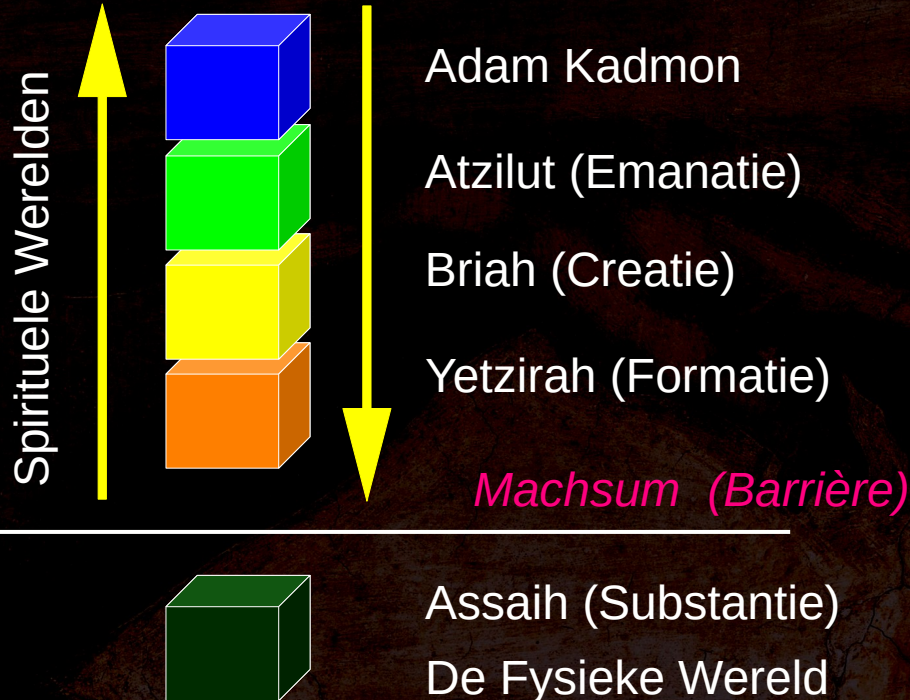 Spirituele Werelden
Adam Kadmon
Atzilut (Emanatie)
Briah (Creatie)
Yetzirah (Formatie)
Machsum (Barrière)
Assaih (Substantie)
De Fysieke Wereld